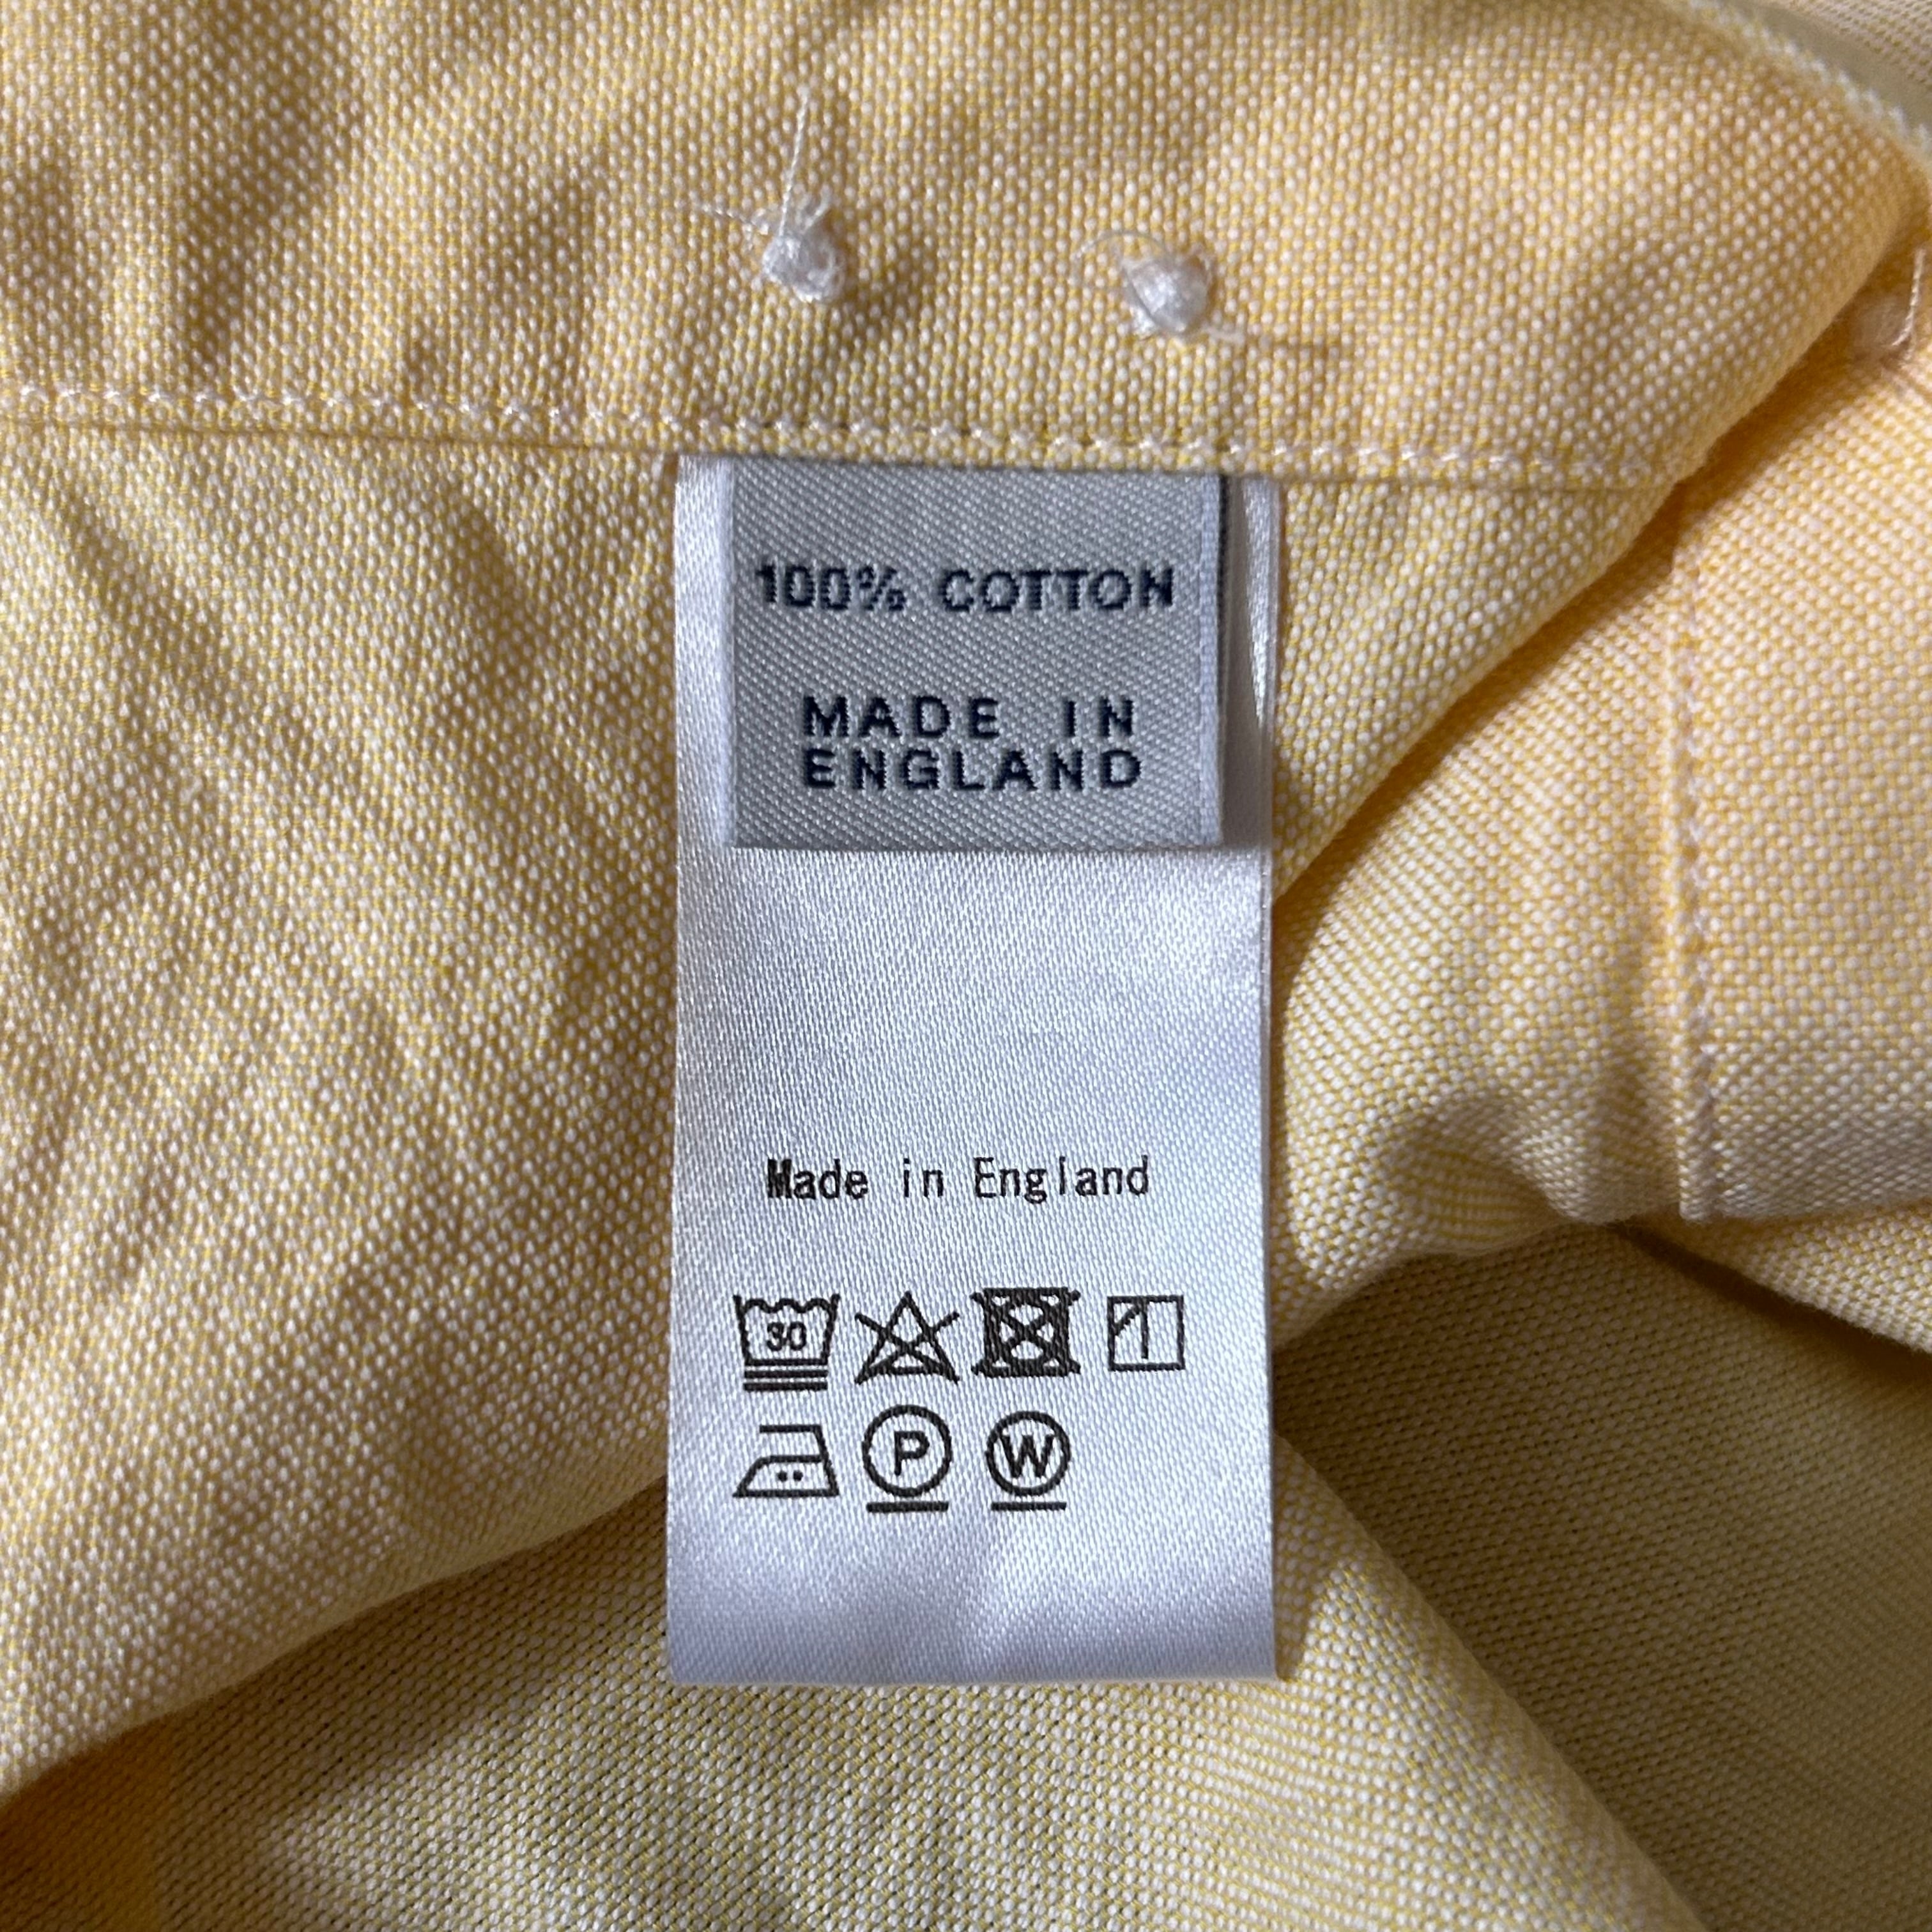 100% COTTON
MADE IN
ENGLAND
Made in England
30
P
W